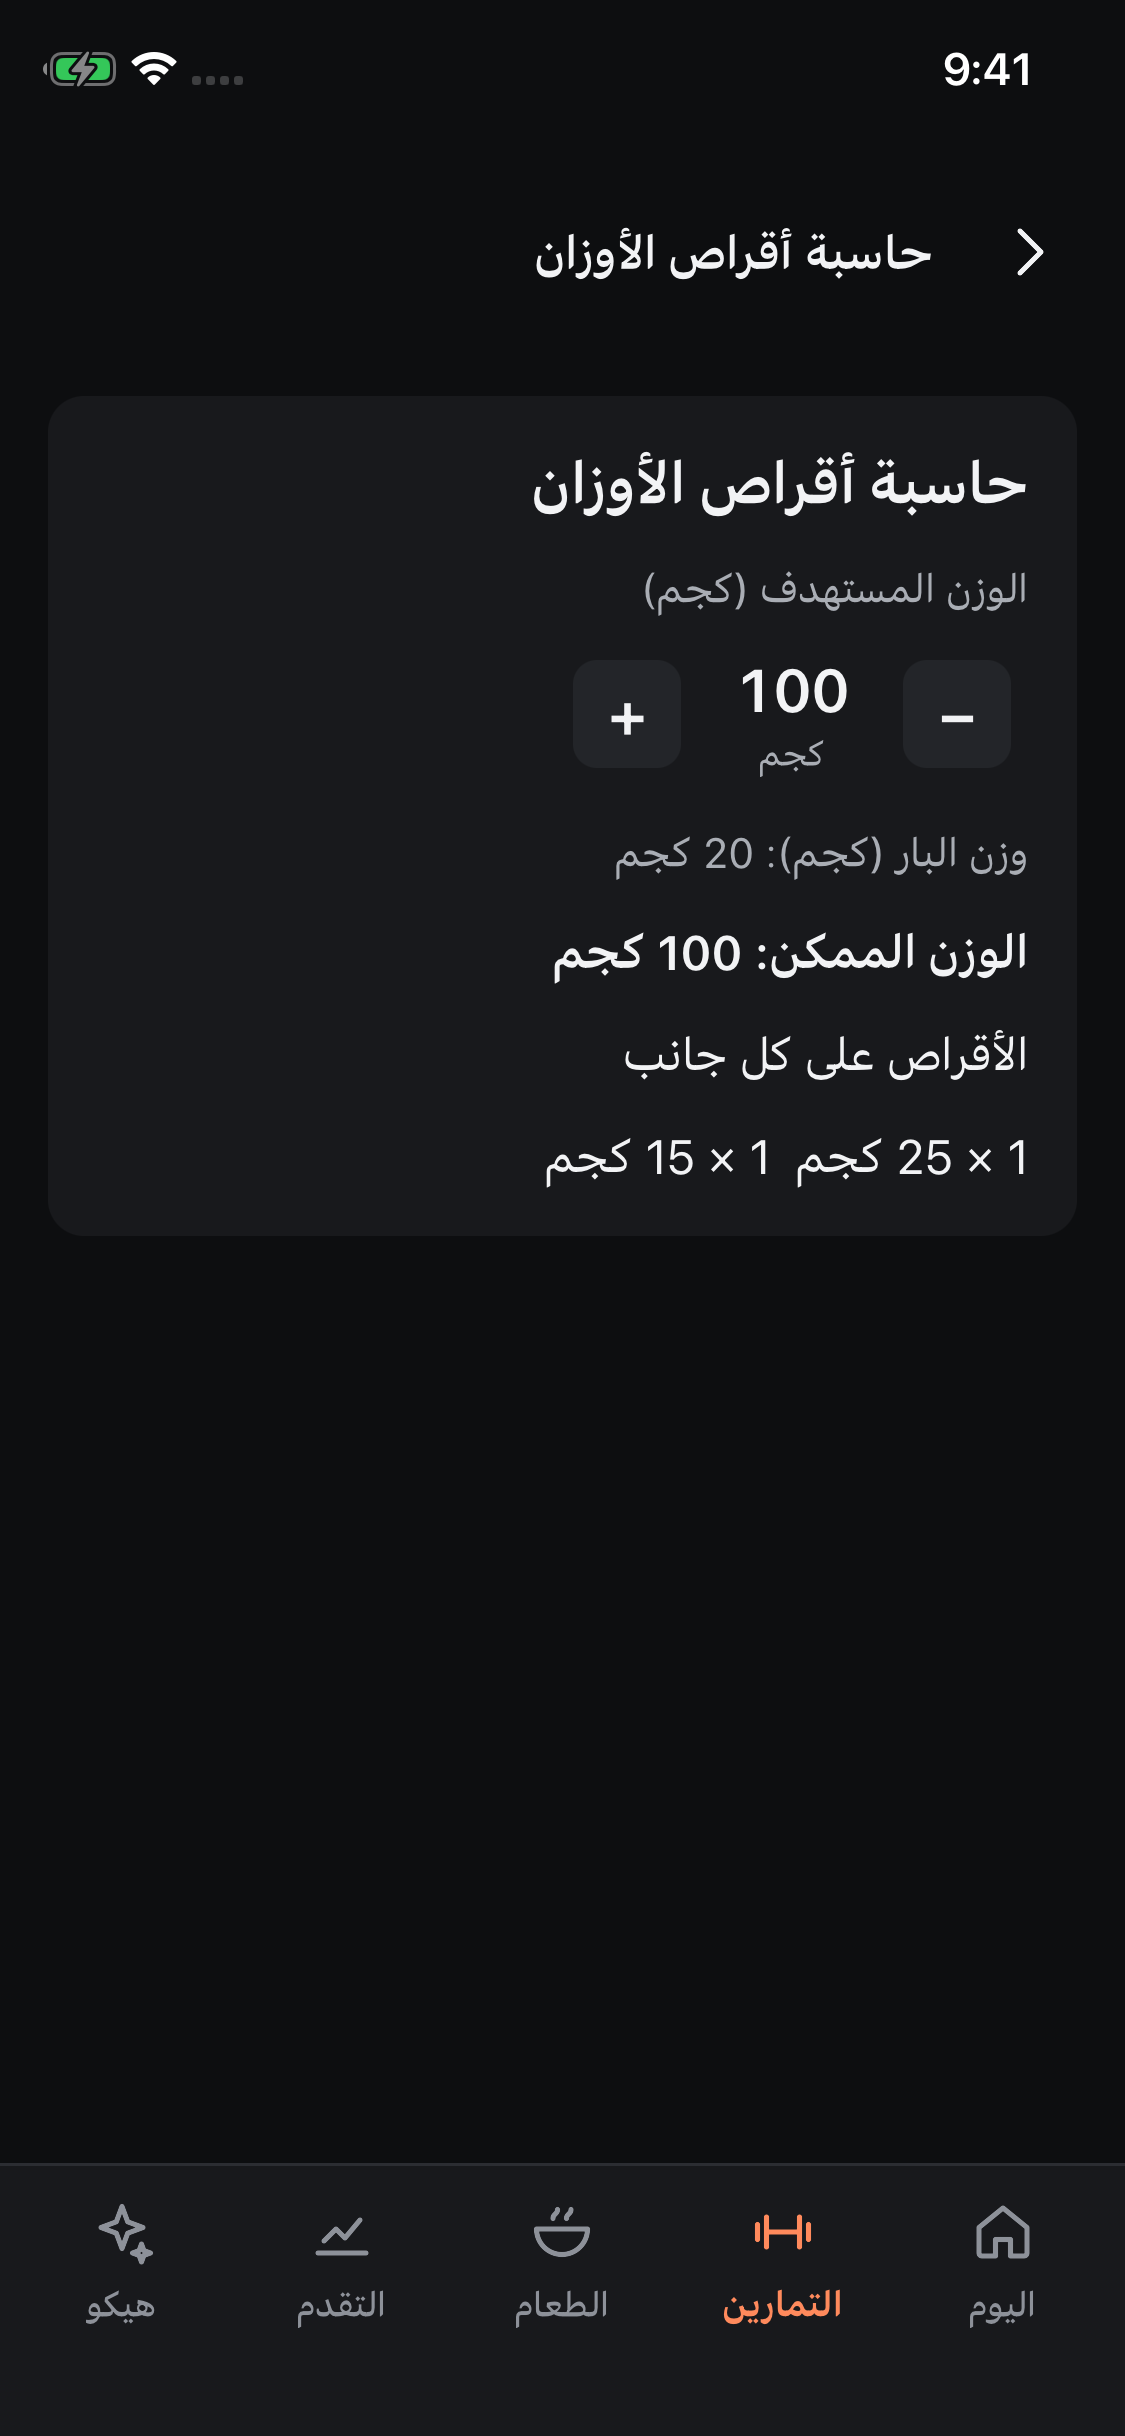 9:41
حاسبة أقراص الأوزان
حاسبة أقراص الأوزان
الوزن المستهدف (كجم)
− 100 +
كجم
وزن البار (كجم): 20 كجم
الوزن الممكن: 100 كجم
الأقراص على كل جانب
1 × 25 كجم 1 × 15 كجم
اليوم التمارين الطعام التقدم هيكو